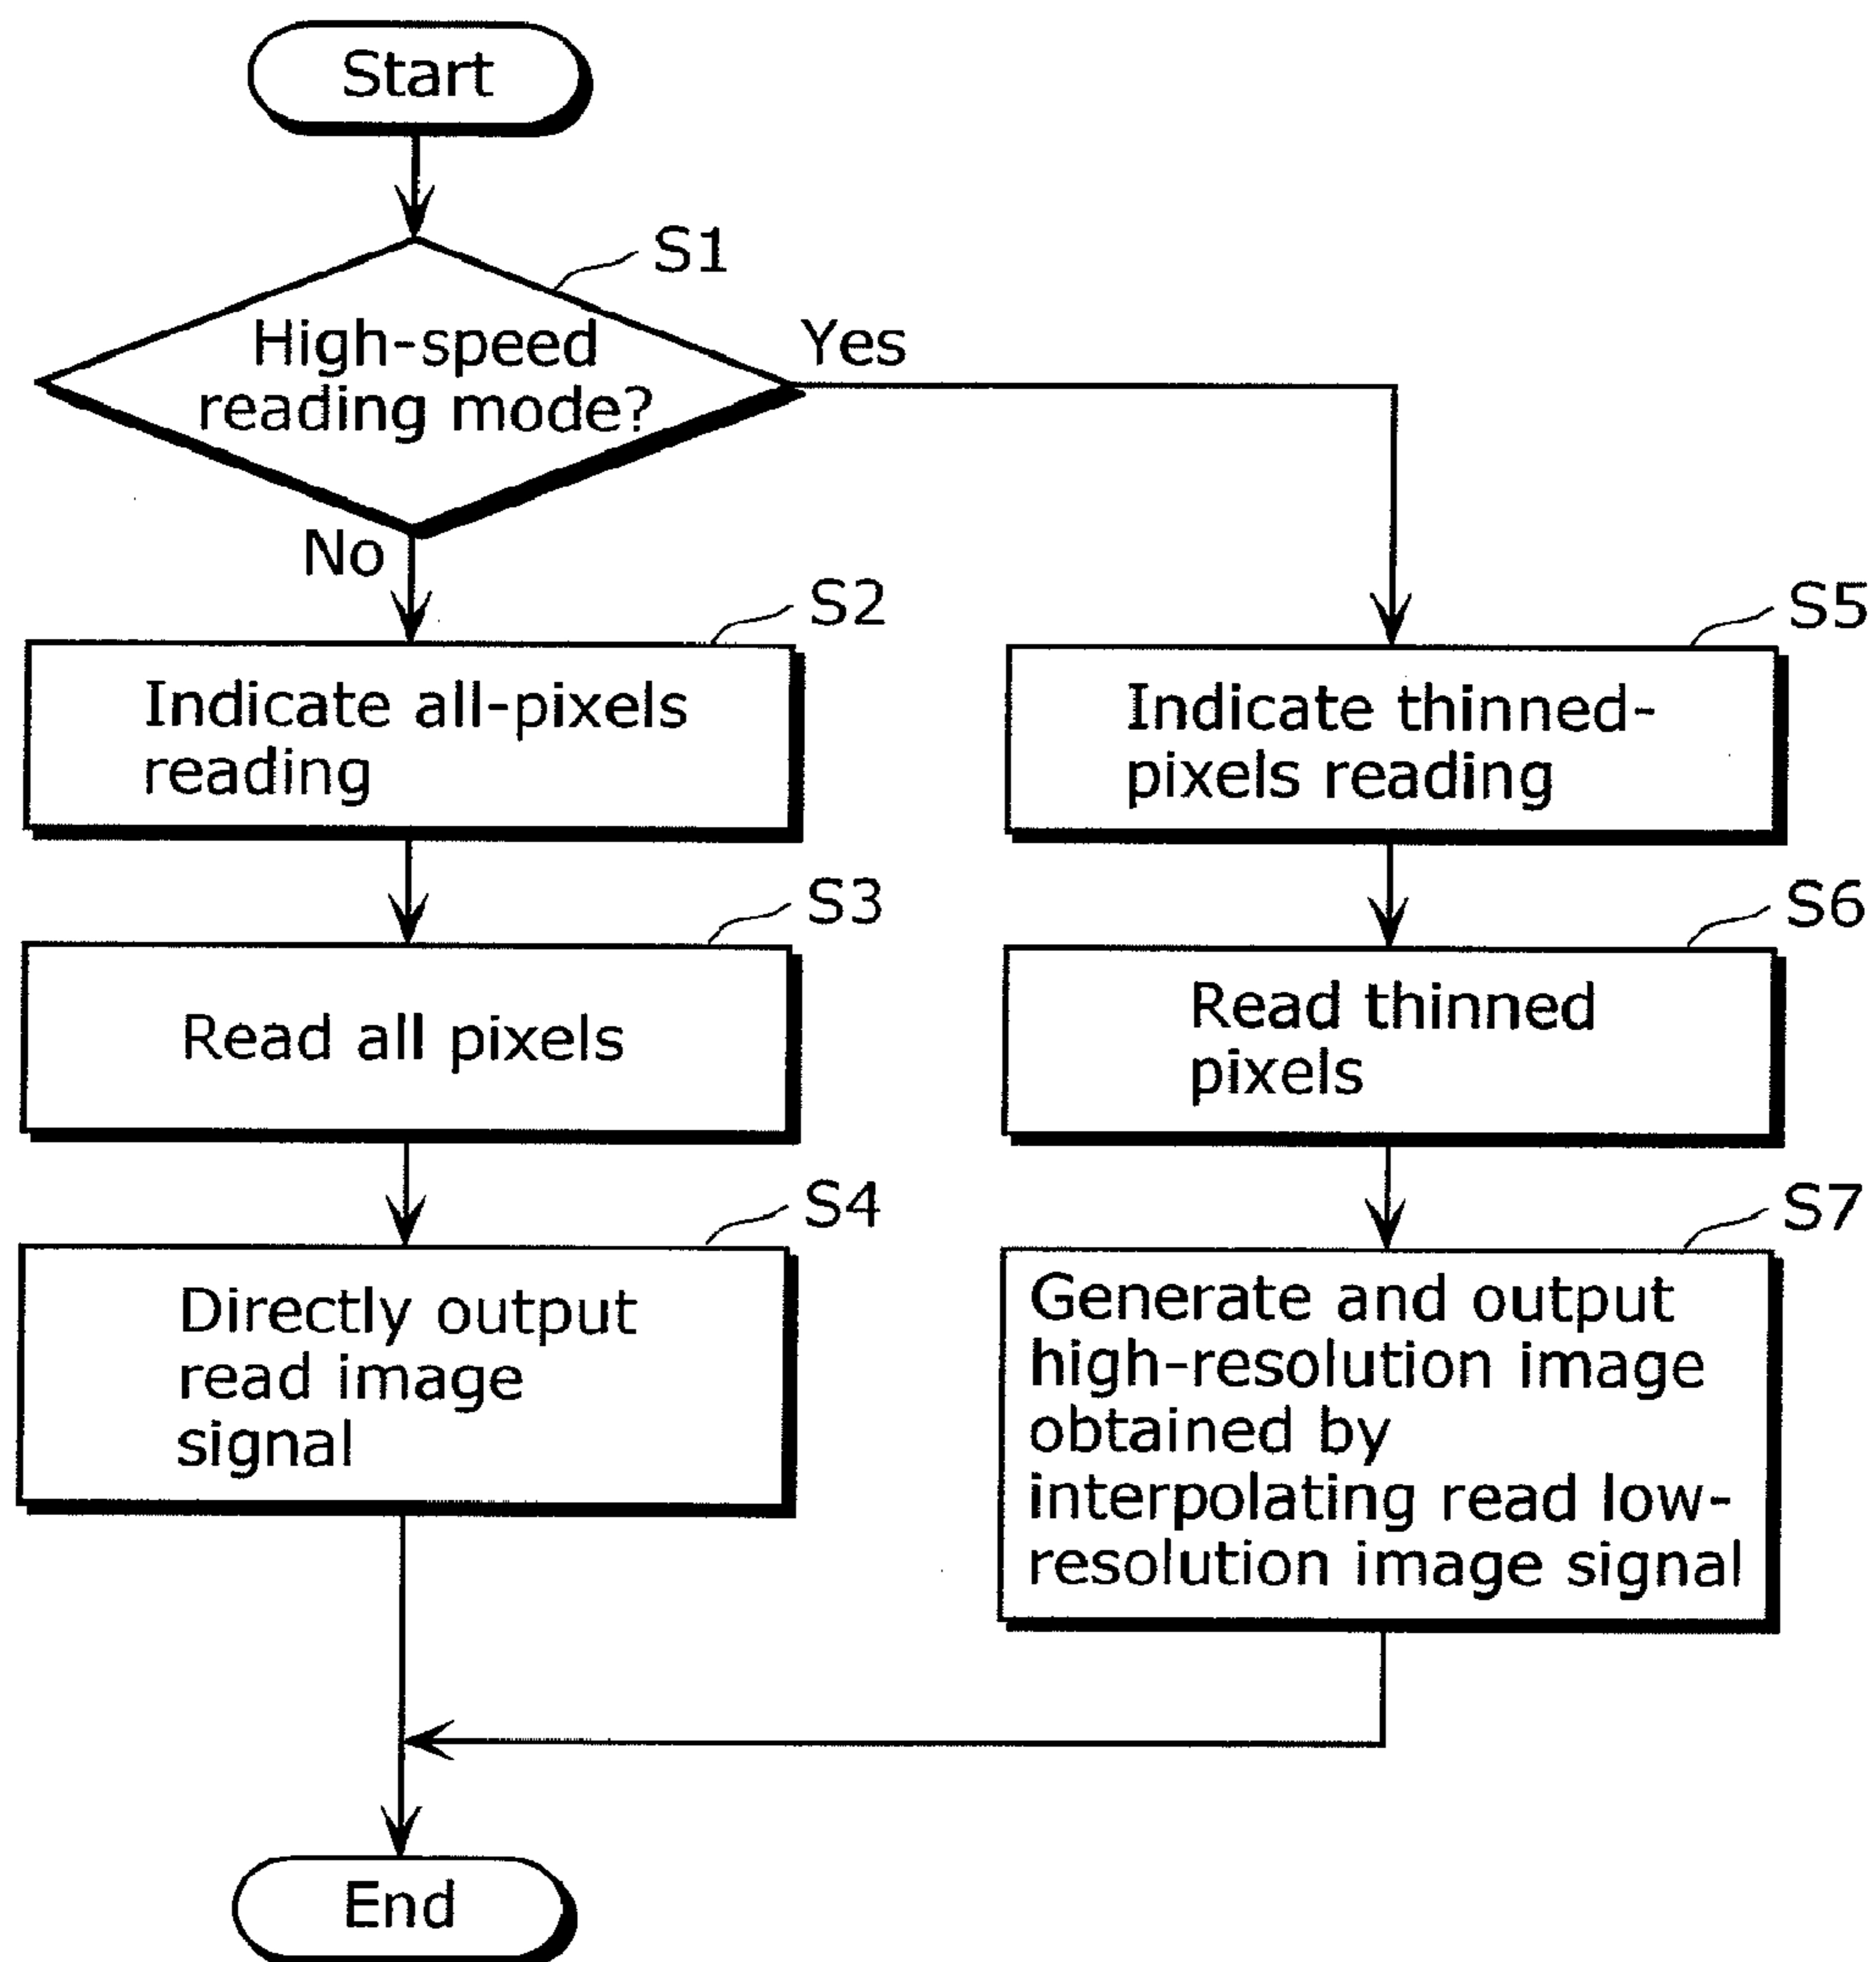 Start
S1
High-speed
reading mode?
Yes
No
S2
Indicate all-pixels
reading
S3
Read all pixels
S4
Directly output
read image
signal
S5
Indicate thinned-
pixels reading
S6
Read thinned
pixels
S7
Generate and output
high-resolution image
obtained by
interpolating read low-
resolution image signal
End